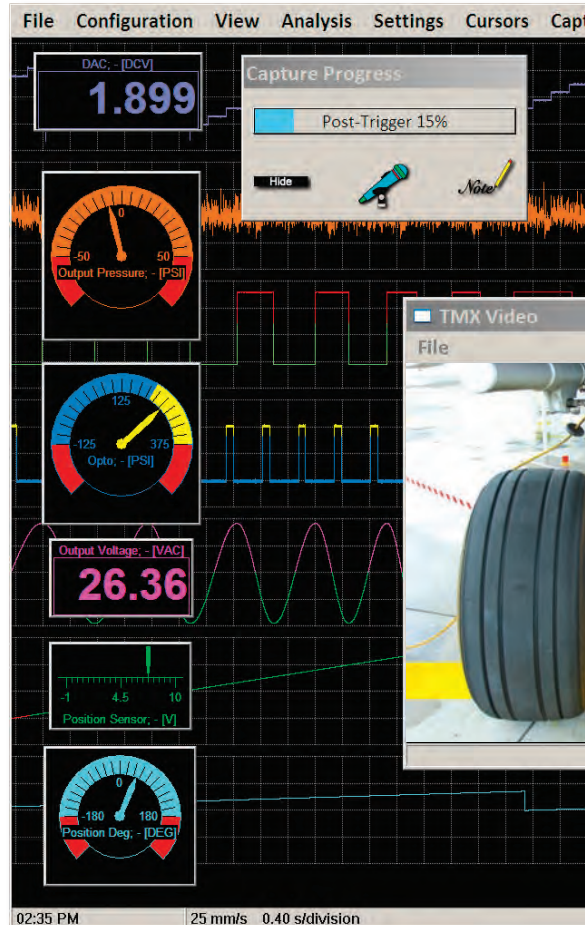 File Configuration View Analysis Settings Cursors Capt
DAC; - [DCV]
1.899
Capture Progress
Post-Trigger 15%
Hide
Note
0
-50 50
Output Pressure; - [PSI]
TMX Video
File
125
-125 375
Opto; - [PSI]
Output Voltage; - [VAC]
26.36
-1 4.5 10
Position Sensor; - [V]
0
-180 180
Position Deg; - [DEG]
02:35 PM 25 mm/s 0.40 s/division